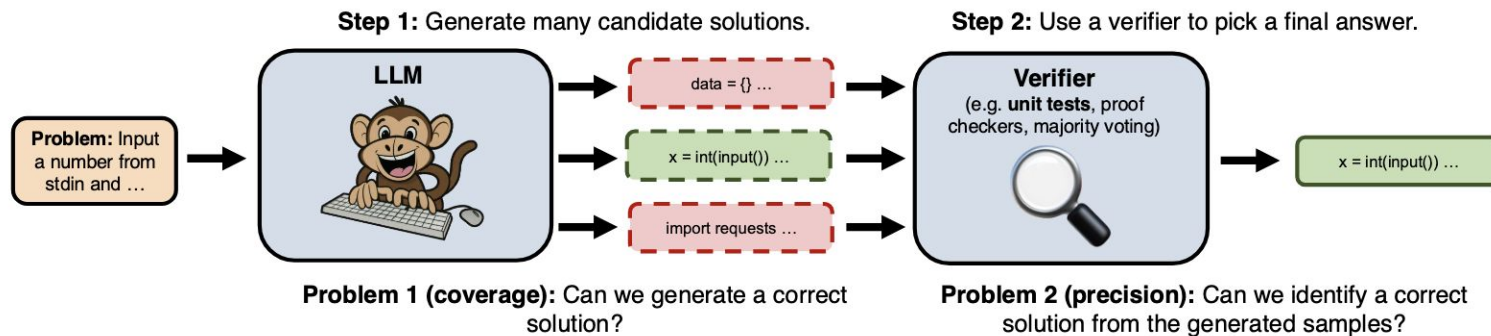 Step 1: Generate many candidate solutions.
Step 2: Use a verifier to pick a final answer.
Problem: Input
a number from
stdin and …
LLM
data = {} …
x = int(input()) …
import requests …
Verifier
(e.g. unit tests, proof
checkers, majority voting)
x = int(input()) …
Problem 1 (coverage): Can we generate a correct
solution?
Problem 2 (precision): Can we identify a correct
solution from the generated samples?